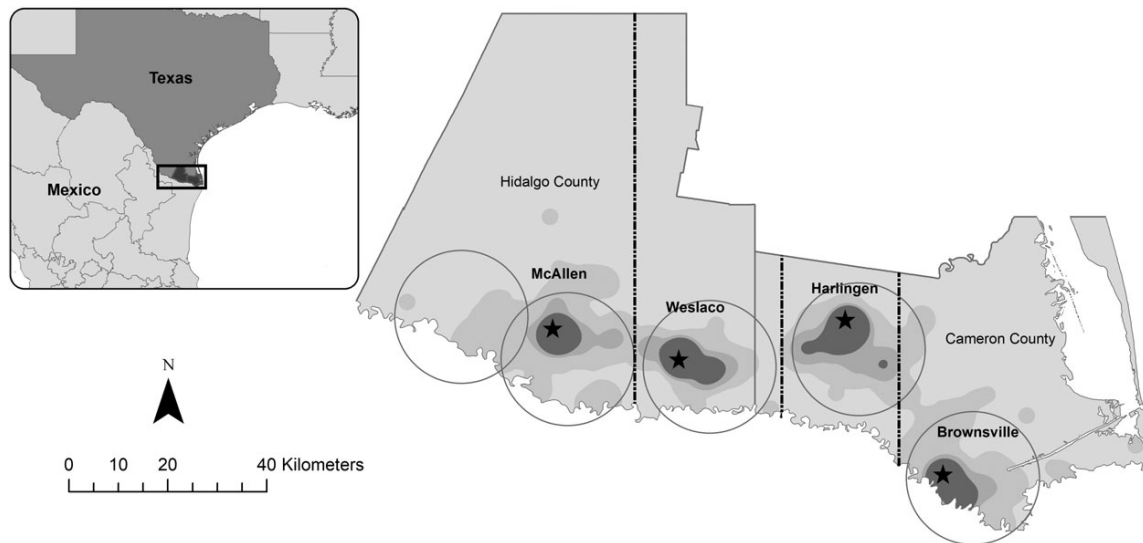 Texas
Mexico
Hidalgo County
McAllen
Weslaco
Harlingen
Cameron County
Brownsville
N
0 10 20 40 Kilometers